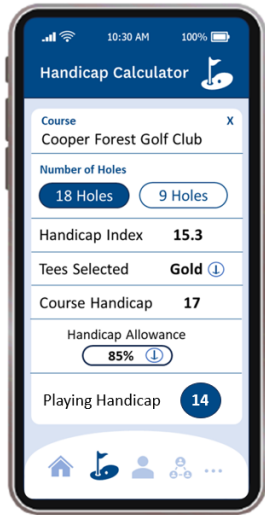 10:30 AM 100%
Handicap Calculator
Course X
Cooper Forest Golf Club
Number of Holes
18 Holes 9 Holes
Handicap Index 15.3
Tees Selected Gold
Course Handicap 17
Handicap Allowance
85%
Playing Handicap 14